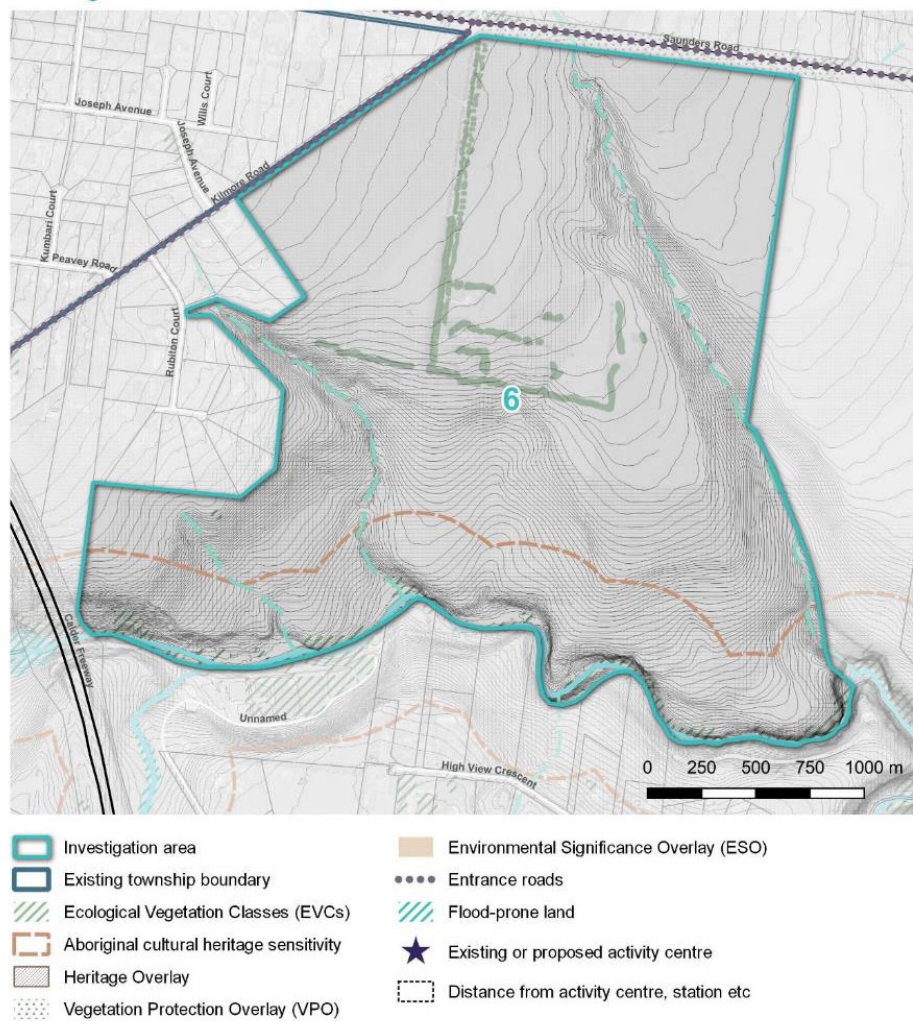 Saunders Road
Joseph Avenue
Willis Court
Joseph Avenue
Kilmore Road
Kumbari Court
Peavey Road
Rubiton Court
6
Calder Freeway
Unnamed
High View Crescent
0 250 500 750 1000 m
Investigation area
Existing township boundary
Ecological Vegetation Classes (EVCs)
Aboriginal cultural heritage sensitivity
Heritage Overlay
Vegetation Protection Overlay (VPO)
Environmental Significance Overlay (ESO)
Entrance roads
Flood-prone land
Existing or proposed activity centre
Distance from activity centre, station etc